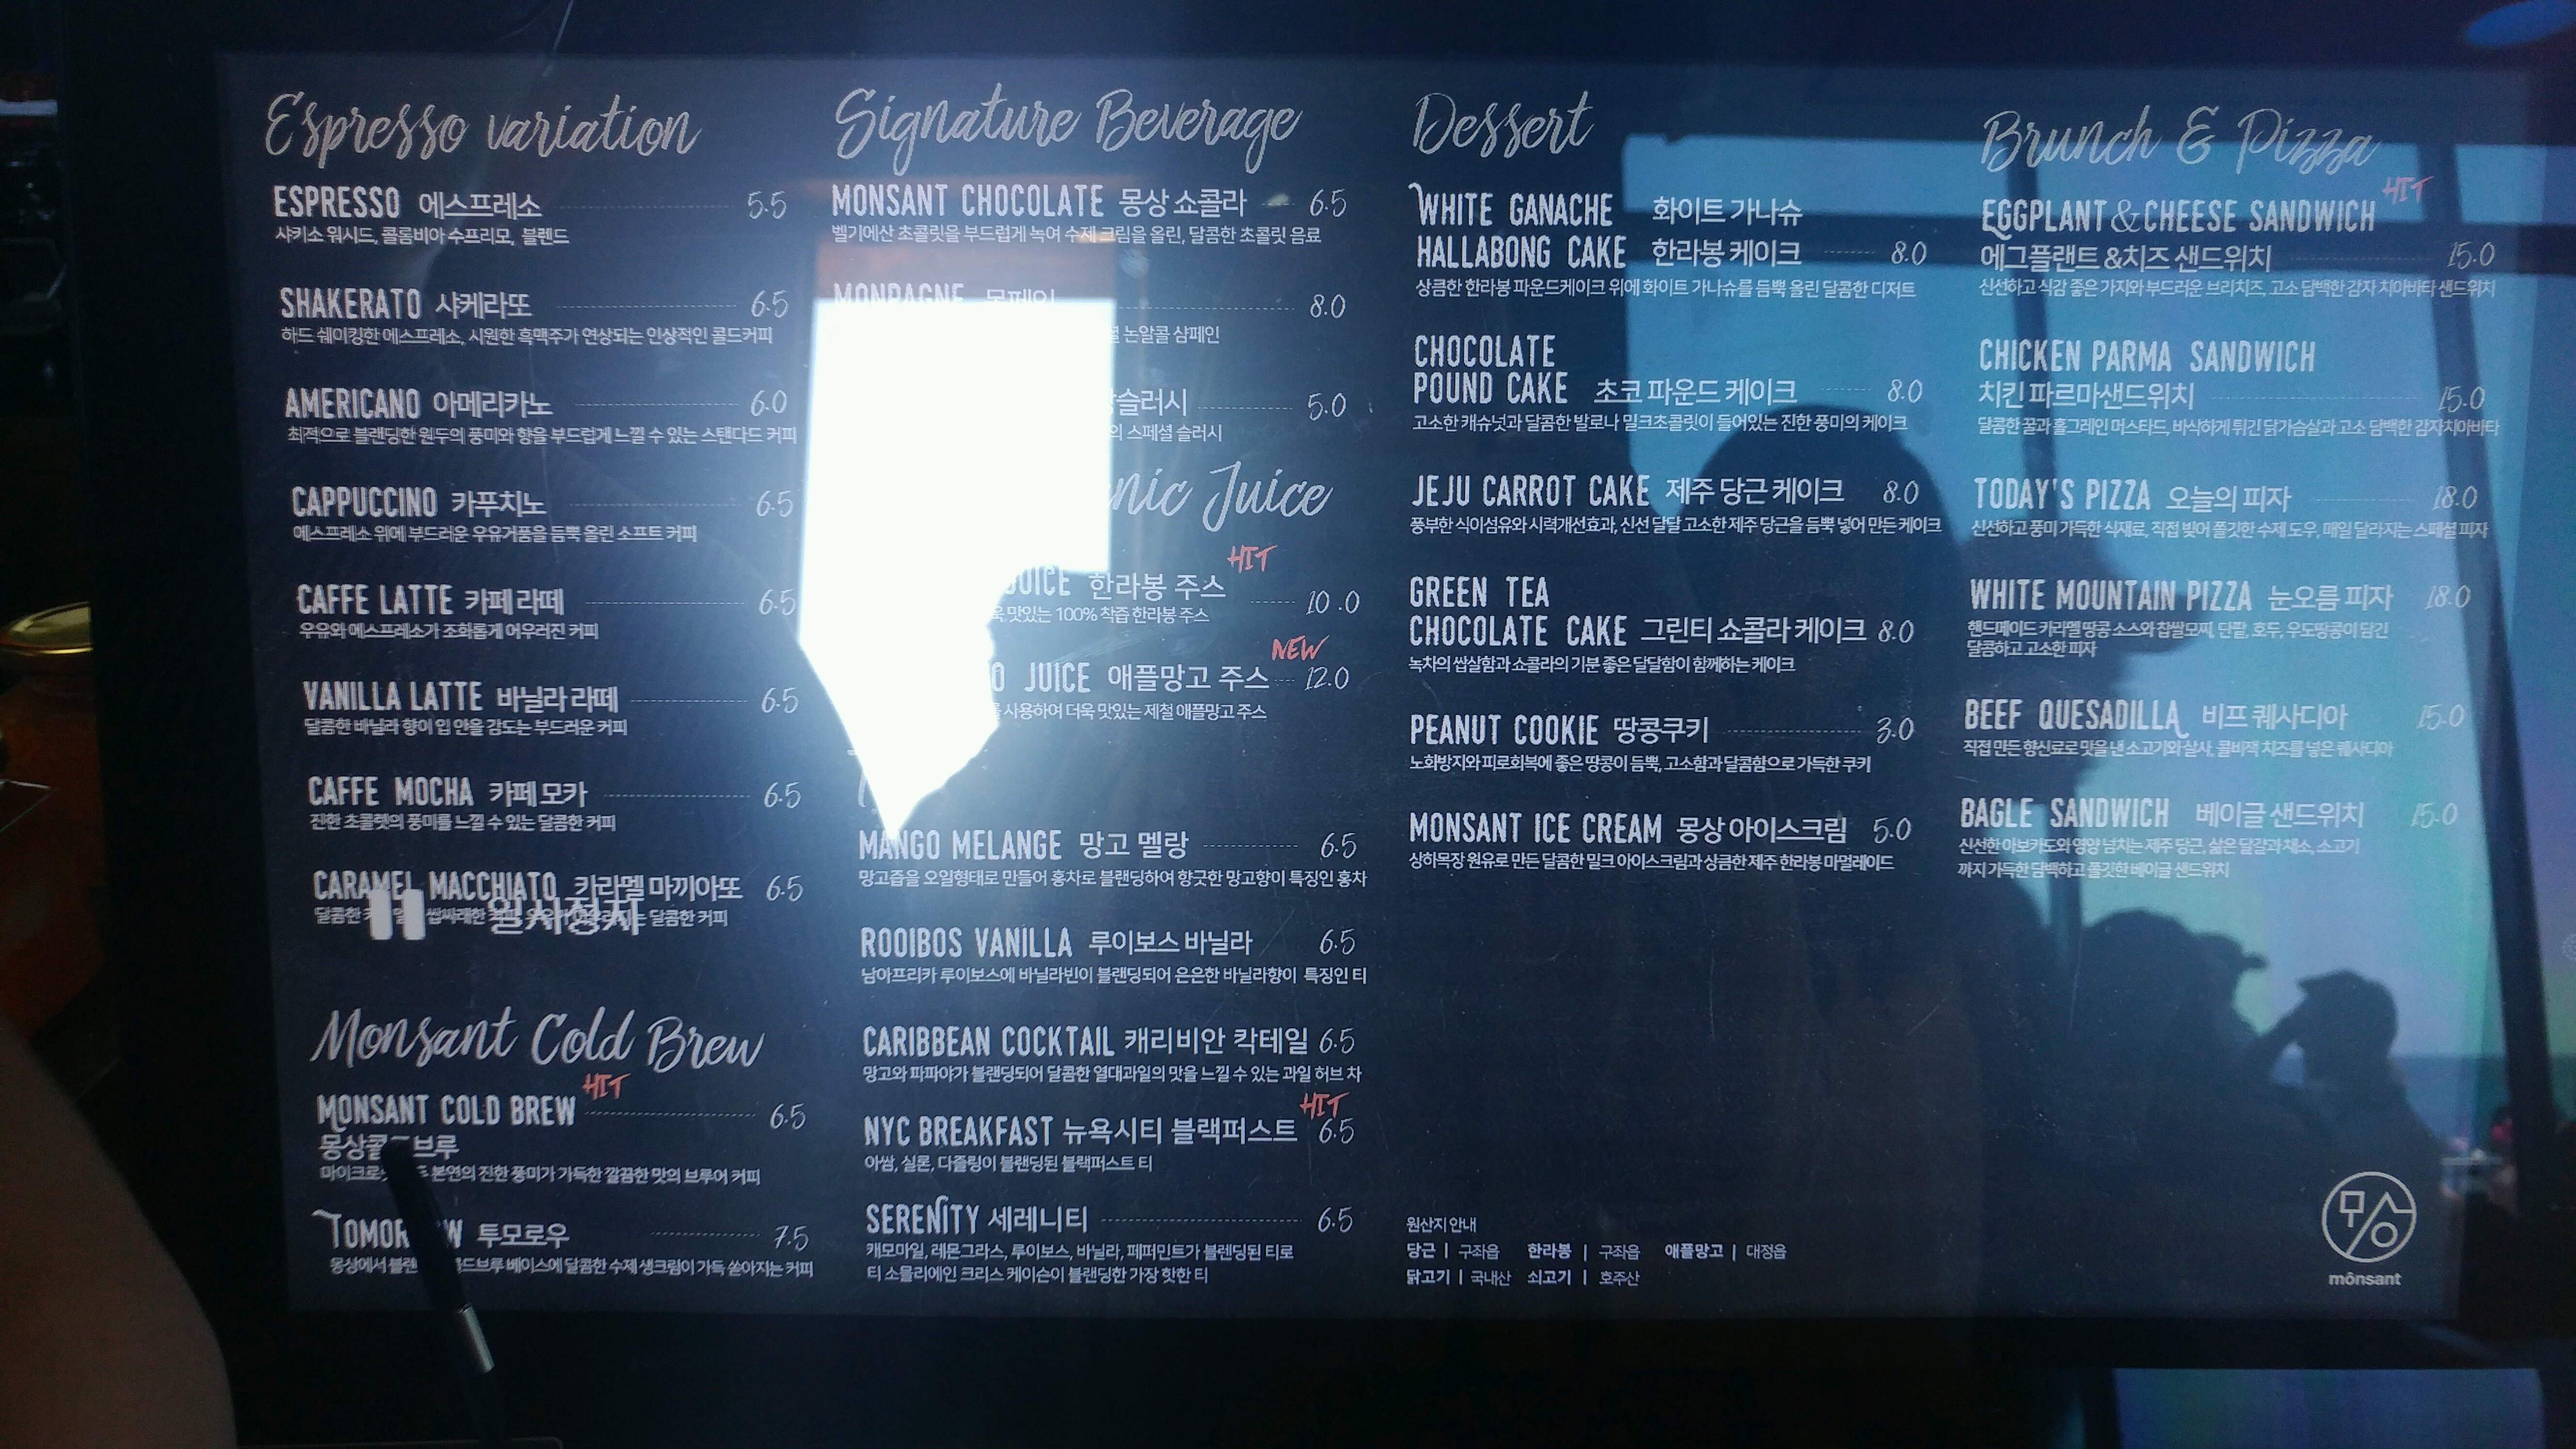 Espresso variation
ESPRESSO 에스프레소 5.5
샤키소 워시드, 콜롬비아 수프리모, 블렌드
SHAKERATO 샤케라또 6.5
하드 쉐이킹한 에스프레소, 시원한 흑맥주가 연상되는 인상적인 콜드커피
AMERICANO 아메리카노 6.0
최적으로 블랜딩한 원두의 풍미와 향을 부드럽게 느낄 수 있는 스탠다드 커피
CAPPUCCINO 카푸치노 6.5
에스프레소 위에 부드러운 우유거품을 듬뿍 올린 소프트 커피
CAFFE LATTE 카페 라떼 6.5
우유와 에스프레소가 조화롭게 어우러진 커피
VANILLA LATTE 바닐라 라떼 6.5
달콤한 바닐라 향이 입 안을 감도는 부드러운 커피
CAFFE MOCHA 카페 모카 6.5
진한 초콜렛의 풍미를 느낄 수 있는 달콤한 커피
CARAMEL MACCHIATO 카라멜 마끼아또 6.5
달콤한 쌉싸래한 달콤한 커피
일시정지
Monsant Cold Brew
HIT
MONSANT COLD BREW 6.5
몽상콜드브루
본연의 진한 풍미가 가득한 깔끔한 맛의 브루어 커피
TOMORROW 투모로우 7.5
몽상에서 블렌 콜드브루 베이스에 달콤한 수제 생크림이 가득 쏟아지는 커피
Signature Beverage
MONSANT CHOCOLATE 몽상 쇼콜라 6.5
벨기에산 초콜릿을 부드럽게 녹여 수제 크림을 올린, 달콤한 초콜릿 음료
MONPAGNE 몽페인 8.0
논알콜 샴페인
슬러시 5.0
의 스페셜 슬러시
nic Juice
HIT
JUICE 한라봉 주스 10.0
맛있는 100% 착즙 한라봉 주스
NEW
O JUICE 애플망고 주스 12.0
를 사용하여 더욱 맛있는 제철 애플망고 주스
MANGO MELANGE 망고 멜랑 6.5
망고즙을 오일형태로 만들어 홍차로 블랜딩하여 향긋한 망고향이 특징인 홍차
ROOIBOS VANILLA 루이보스 바닐라 6.5
남아프리카 루이보스에 바닐라빈이 블랜딩되어 은은한 바닐라향이 특징인 티
CARIBBEAN COCKTAIL 캐리비안 칵테일 6.5
망고와 파파야가 블랜딩되어 달콤한 열대과일의 맛을 느낄 수 있는 과일 허브 차
HIT
NYC BREAKFAST 뉴욕시티 블랙퍼스트 6.5
아쌈, 실론, 다즐링이 블랜딩된 블랙퍼스트 티
SERENITY 세레니티 6.5
캐모마일, 레몬그라스, 루이보스, 바닐라, 페퍼민트가 블렌딩된 티로
티 소믈리에인 크리스 케이슨이 블랜딩한 가장 핫한 티
Dessert
WHITE GANACHE 화이트 가나슈
HALLABONG CAKE 한라봉 케이크 8.0
상큼한 한라봉 파운드케이크 위에 화이트 가나슈를 듬뿍 올린 달콤한 디저트
CHOCOLATE
POUND CAKE 초코 파운드 케이크 8.0
고소한 캐슈넛과 달콤한 발로나 밀크초콜릿이 들어있는 진한 풍미의 케이크
JEJU CARROT CAKE 제주 당근 케이크 8.0
풍부한 식이섬유와 시력개선효과, 신선 달달 고소한 제주 당근을 듬뿍 넣어 만든 케이크
GREEN TEA
CHOCOLATE CAKE 그린티 쇼콜라 케이크 8.0
녹차의 쌉살함과 쇼콜라의 기분 좋은 달달함이 함께하는 케이크
PEANUT COOKIE 땅콩쿠키 3.0
노화방지와 피로회복에 좋은 땅콩이 듬뿍, 고소함과 달콤함으로 가득한 쿠키
MONSANT ICE CREAM 몽상 아이스크림 5.0
상하목장 원유로 만든 달콤한 밀크 아이스크림과 상큼한 제주 한라봉 마멀레이드
원산지 안내
당근 | 구좌읍 한라봉 | 구좌읍 애플망고 | 대정읍
닭고기 | 국내산 쇠고기 | 호주산
Brunch & Pizza
HIT
EGGPLANT & CHEESE SANDWICH
에그플랜트 &치즈 샌드위치 15.0
신선하고 식감 좋은 가지와 부드러운 브리치즈, 고소 담백한 감자 치아바타 샌드위치
CHICKEN PARMA SANDWICH
치킨 파르마샌드위치 15.0
달콤한 꿀과 홀그레인 머스타드, 바삭하게 튀긴 닭가슴살과 고소 담백한 감자치아바타
TODAY'S PIZZA 오늘의 피자 18.0
신선하고 풍미 가득한 식재료, 직접 빚어 쫄깃한 수제 도우, 매일 달라지는 스페셜 피자
WHITE MOUNTAIN PIZZA 눈오름 피자 18.0
핸드메이드 카라멜 땅콩 소스와 찹쌀모찌, 단팥, 호두, 우도땅콩이 담긴
달콤하고 고소한 피자
BEEF QUESADILLA 비프 퀘사디아 15.0
직접 만든 향신료로 맛을 낸 소고기와 살사, 콜비잭 치즈를 넣은 퀘사디아
BAGLE SANDWICH 베이글 샌드위치 15.0
신선한 아보카도와 영양 넘치는 제주 당근, 삶은 달걀과 채소, 소고기
까지 가득한 담백하고 쫄깃한 베이글 샌드위치
mônsant